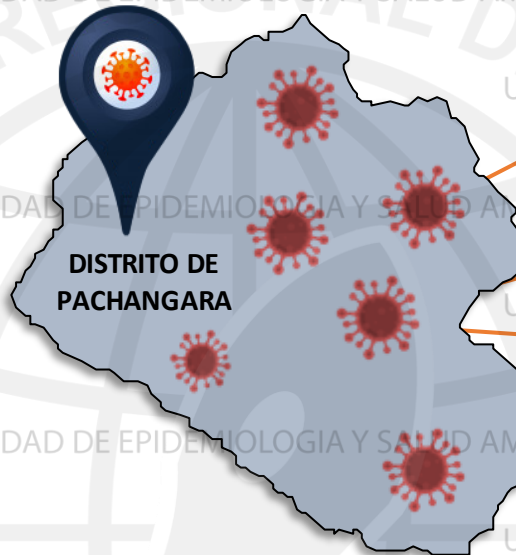 DISTRITO DE
PACHANGARA
DAD DE EPIDEMIOLOGIA Y SALUD AM
DAD DE EPIDEMIOLOGIA Y SALUD AM